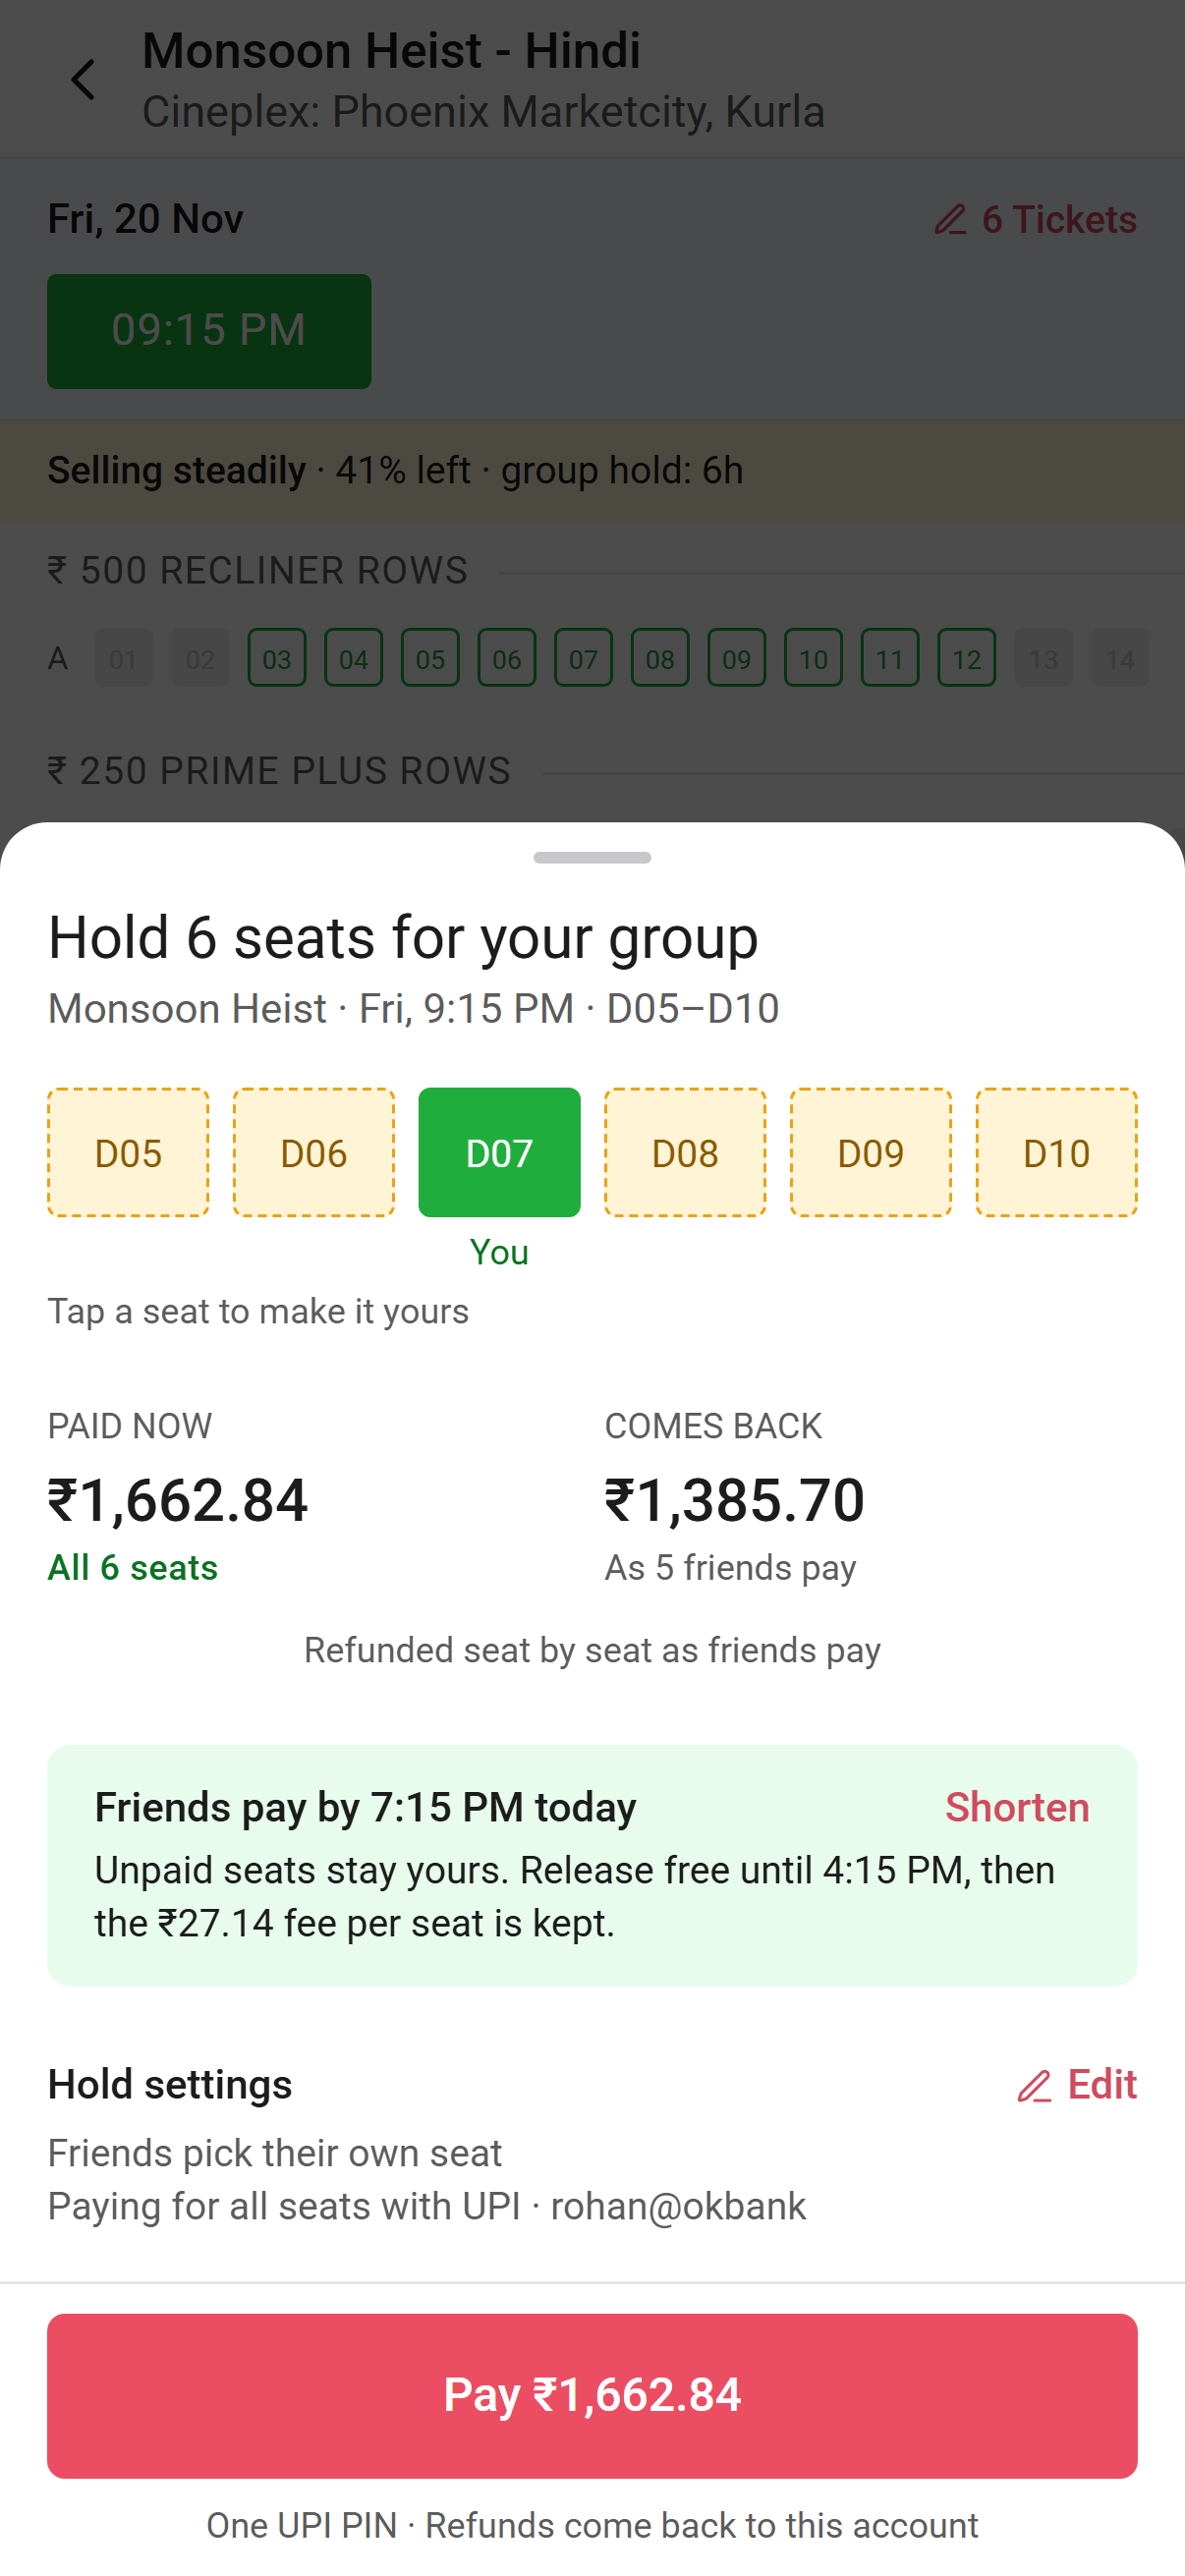 Monsoon Heist - Hindi
Cineplex: Phoenix Marketcity, Kurla
Fri, 20 Nov
6 Tickets
09:15 PM
Selling steadily · 41% left · group hold: 6h
₹ 500 RECLINER ROWS
A 01 02 03 04 05 06 07 08 09 10 11 12 13 14
₹ 250 PRIME PLUS ROWS
Hold 6 seats for your group
Monsoon Heist · Fri, 9:15 PM · D05–D10
D05 D06 D07 D08 D09 D10
You
Tap a seat to make it yours
PAID NOW
₹1,662.84
All 6 seats
COMES BACK
₹1,385.70
As 5 friends pay
Refunded seat by seat as friends pay
Friends pay by 7:15 PM today
Shorten
Unpaid seats stay yours. Release free until 4:15 PM, then
the ₹27.14 fee per seat is kept.
Hold settings
Edit
Friends pick their own seat
Paying for all seats with UPI · rohan@okbank
Pay ₹1,662.84
One UPI PIN · Refunds come back to this account